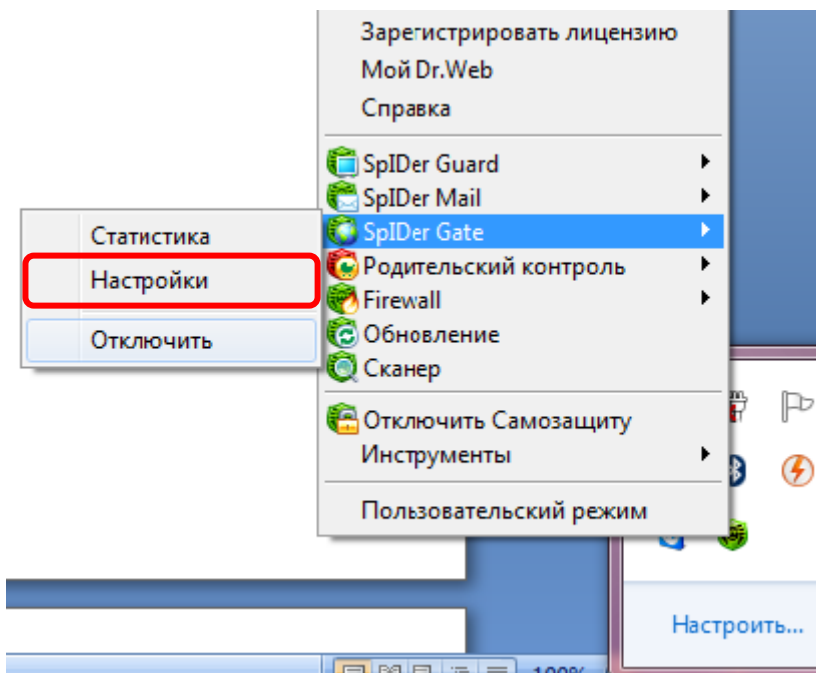 Зарегистрировать лицензию
Мой Dr.Web
Справка
SpIDer Guard
SpIDer Mail
SpIDer Gate
Родительский контроль
Firewall
Обновление
Сканер
Отключить Самозащиту
Инструменты
Пользовательский режим
Статистика
Настройки
Отключить
Настроить...
100%